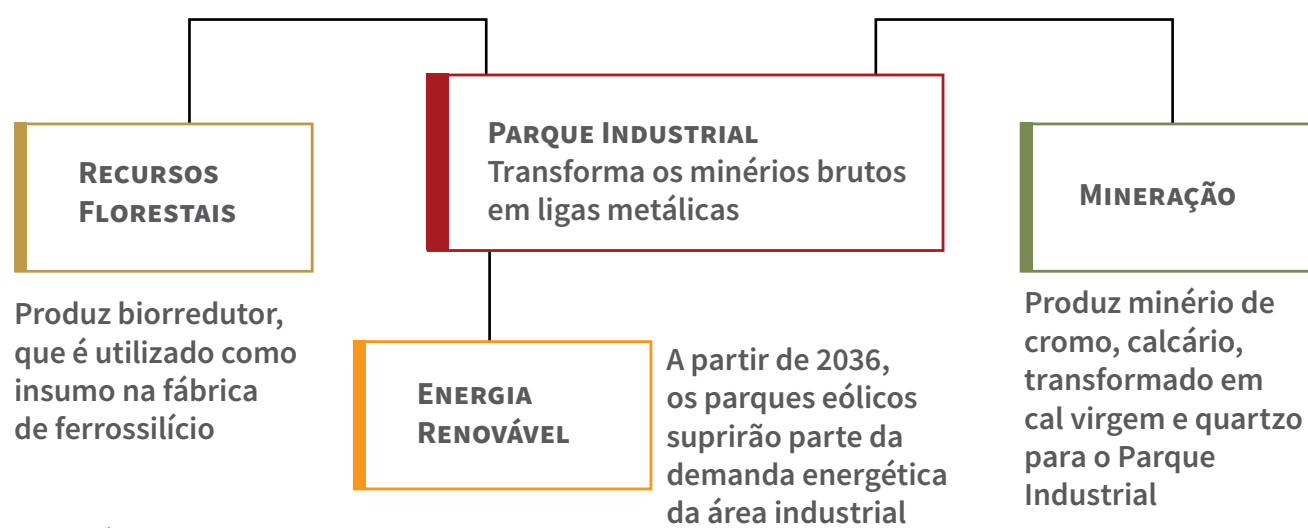 RECURSOS
FLORESTAIS
Produz biorredutor,
que é utilizado como
insumo na fábrica
de ferrossilício
PARQUE INDUSTRIAL
Transforma os minérios brutos
em ligas metálicas
ENERGIA
RENOVÁVEL
A partir de 2036,
os parques eólicos
suprirão parte da
demanda energética
da área industrial
MINERAÇÃO
Produz minério de
cromo, calcário,
transformado em
cal virgem e quartzo
para o Parque
Industrial